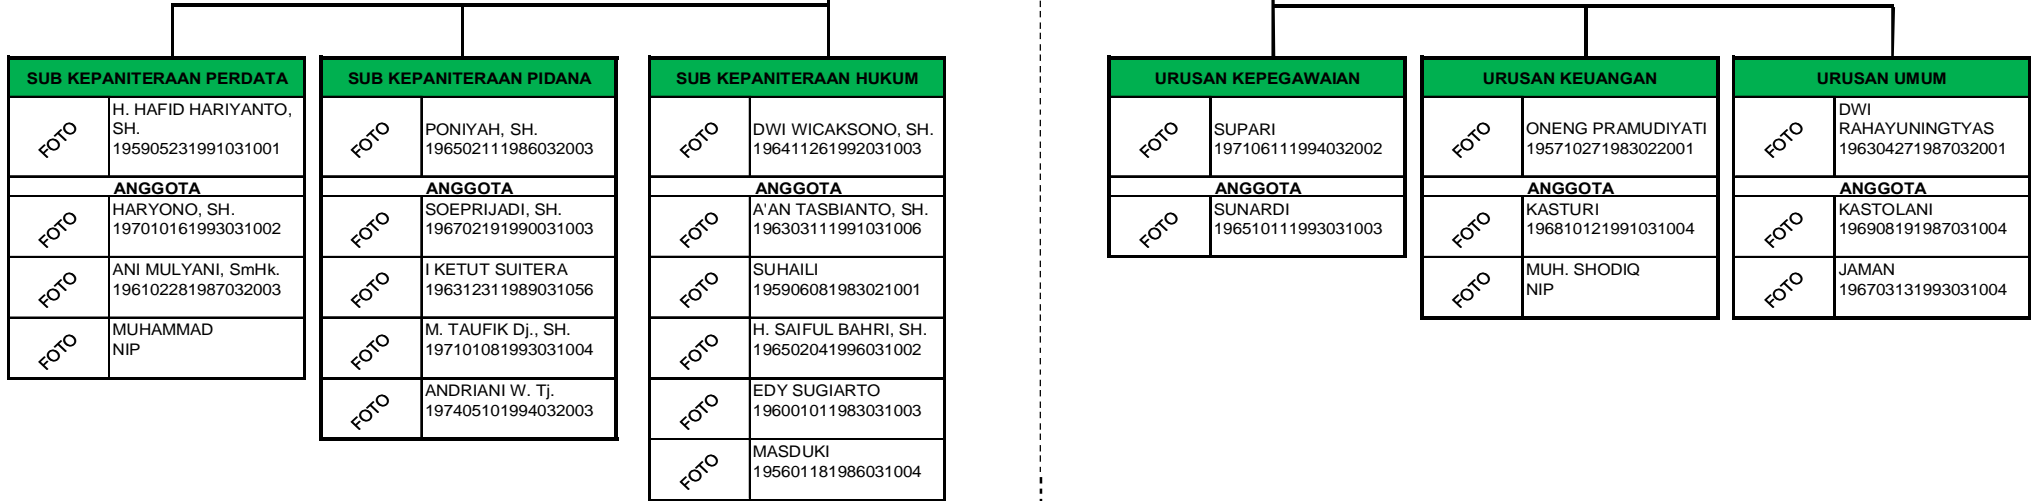 SUB KEPANITERAAN PERDATA
FOTO
H. HAFID HARIYANTO,
SH.
195905231991031001
ANGGOTA
FOTO
HARYONO, SH.
197010161993031002
FOTO
ANI MULYANI, SmHk.
196102281987032003
FOTO
MUHAMMAD
NIP
SUB KEPANITERAAN PIDANA
FOTO
PONIYAH, SH.
196502111986032003
ANGGOTA
FOTO
SOEPRIJADI, SH.
196702191990031003
FOTO
I KETUT SUITERA
196312311989031056
FOTO
M. TAUFIK Dj., SH.
197101081993031004
FOTO
ANDRIANI W. Tj.
197405101994032003
SUB KEPANITERAAN HUKUM
FOTO
DWI WICAKSONO, SH.
196411261992031003
ANGGOTA
FOTO
A'AN TASBIANTO, SH.
196303111991031006
FOTO
SUHAILI
195906081983021001
FOTO
H. SAIFUL BAHRI, SH.
196502041996031002
FOTO
EDY SUGIARTO
196001011983031003
FOTO
MASDUKI
195601181986031004
URUSAN KEPEGAWAIAN
FOTO
SUPARI
197106111994032002
ANGGOTA
FOTO
SUNARDI
196510111993031003
URUSAN KEUANGAN
FOTO
ONENG PRAMUDIYATI
195710271983022001
ANGGOTA
FOTO
KASTURI
196810121991031004
FOTO
MUH. SHODIQ
NIP
URUSAN UMUM
FOTO
DWI
RAHAYUNINGTYAS
196304271987032001
ANGGOTA
FOTO
KASTOLANI
196908191987031004
FOTO
JAMAN
196703131993031004